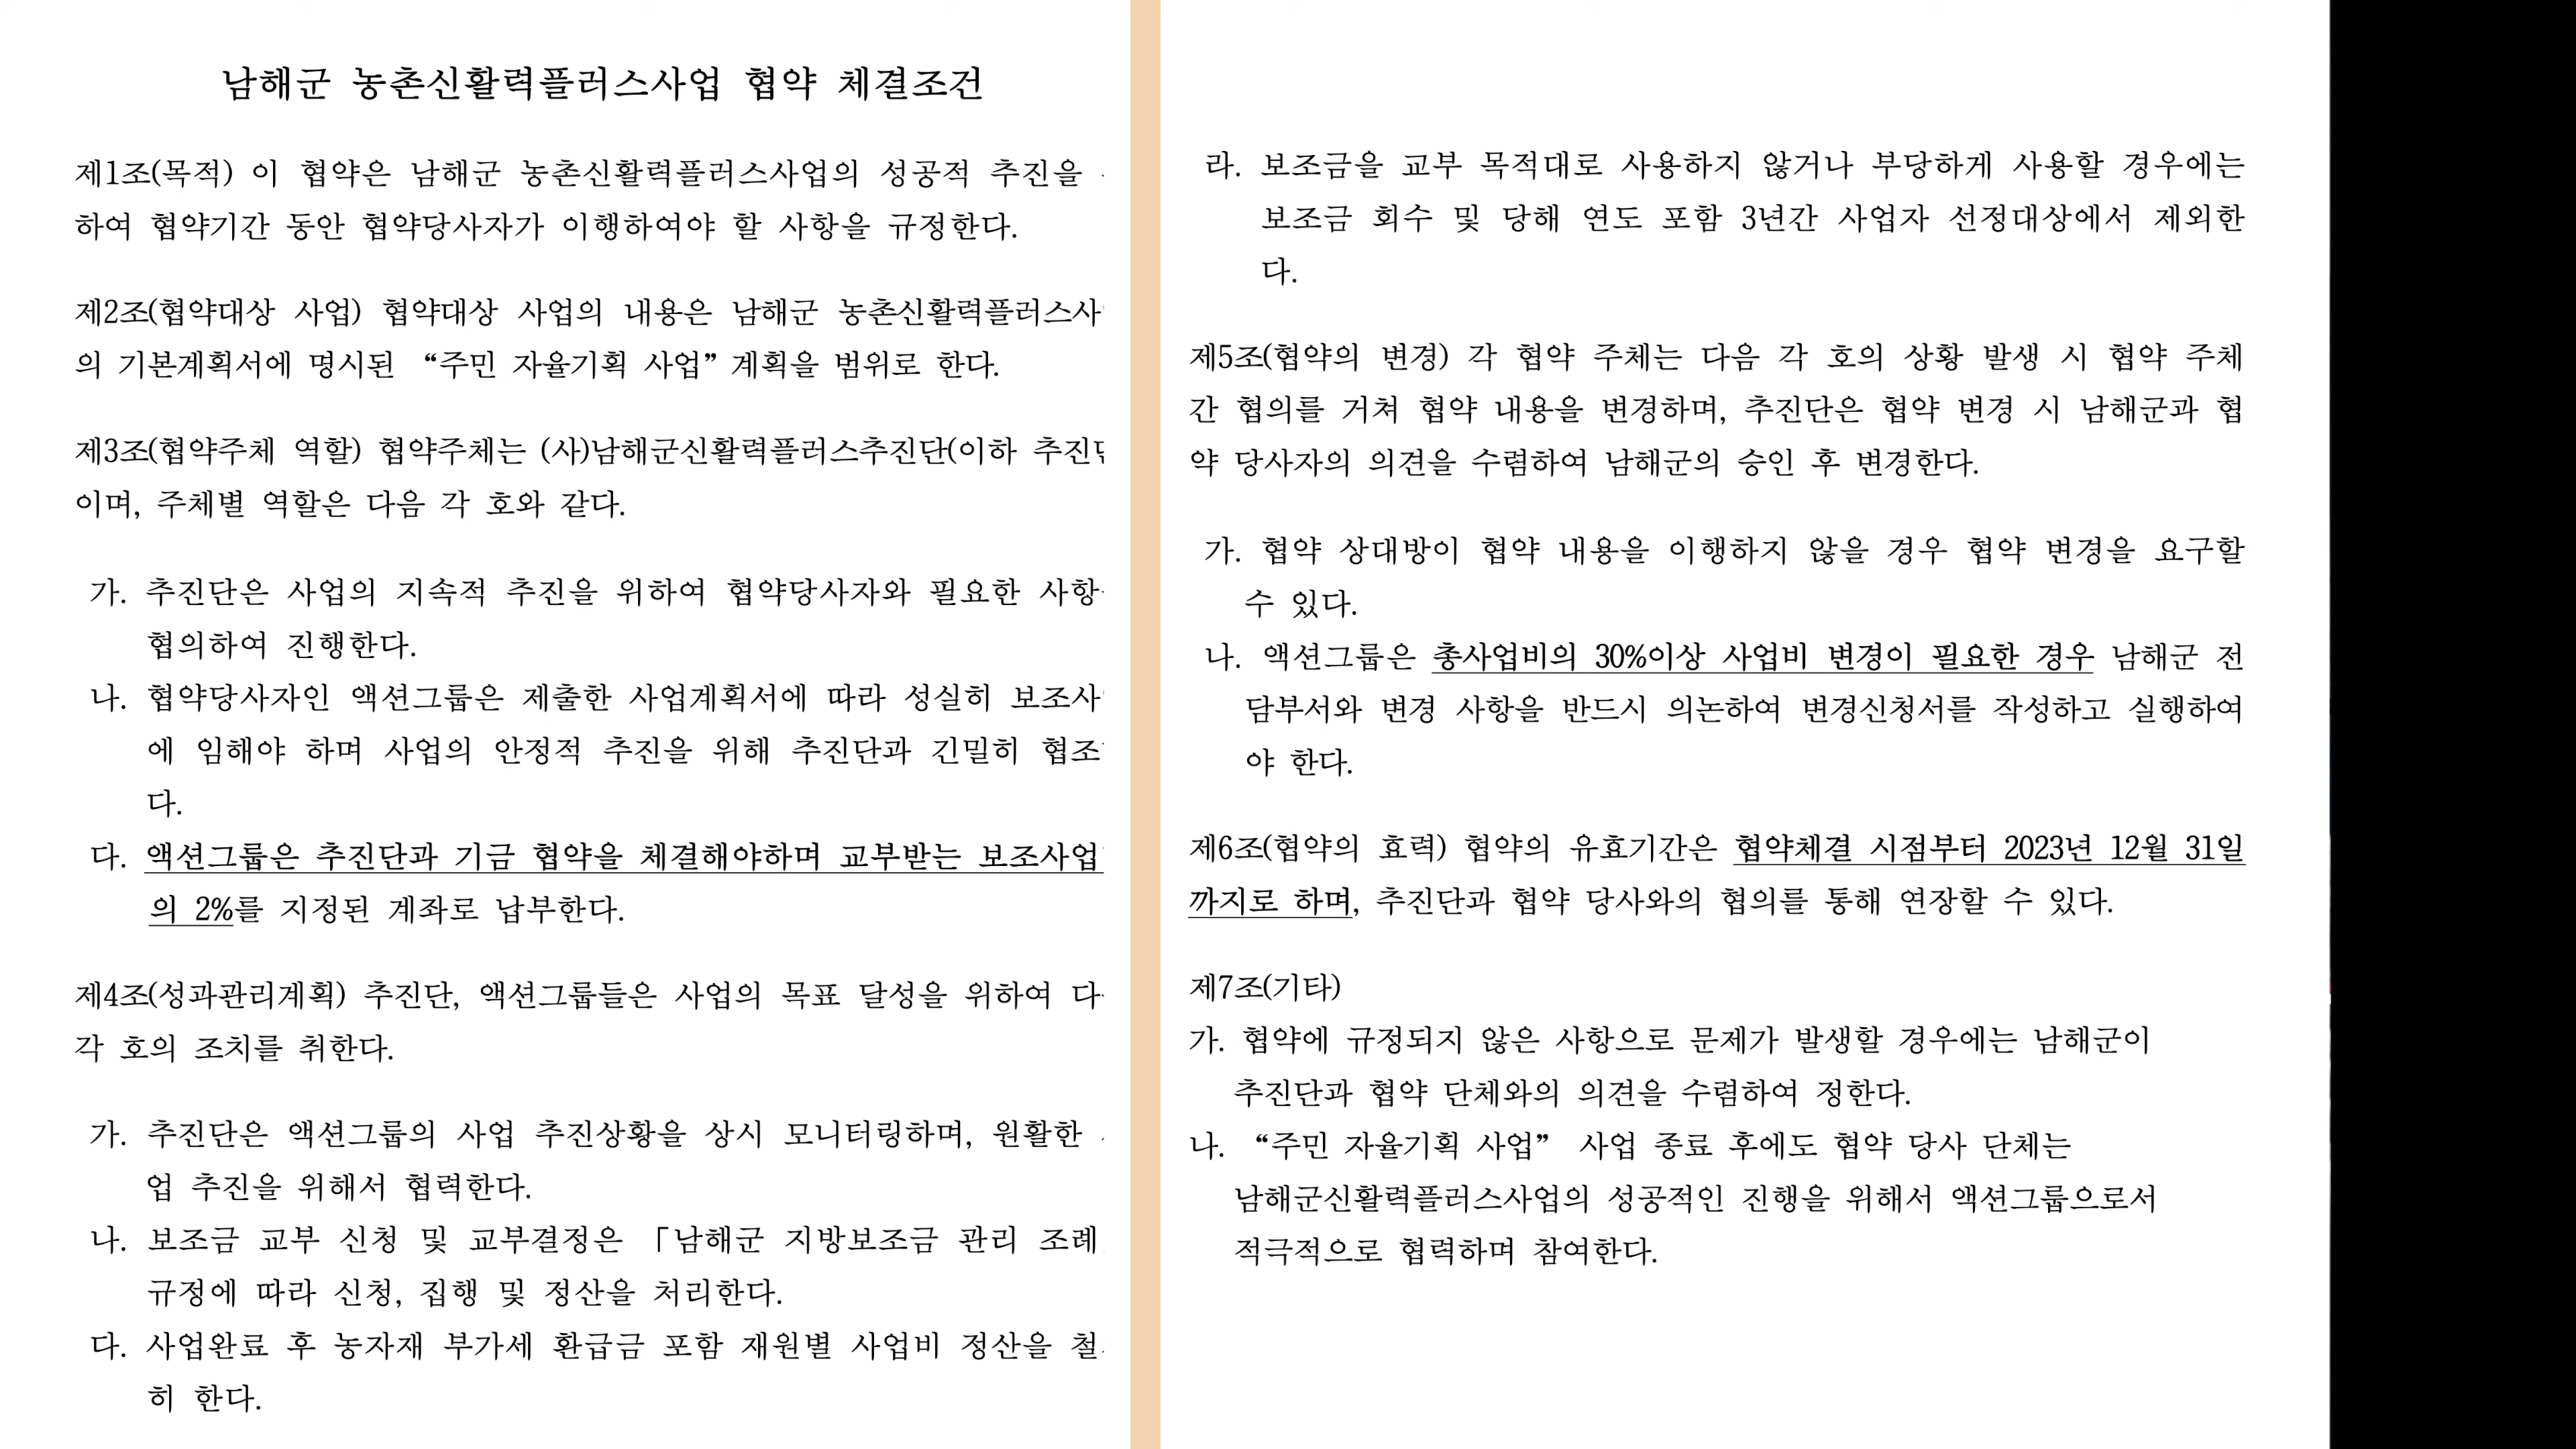 남해군 농촌신활력플러스사업 협약 체결조건
제1조(목적) 이 협약은 남해군 농촌신활력플러스사업의 성공적 추진을
하여 협약기간 동안 협약당사자가 이행하여야 할 사항을 규정한다.
제2조(협약대상 사업) 협약대상 사업의 내용은 남해군 농촌신활력플러스사
의 기본계획서에 명시된 “주민 자율기획 사업” 계획을 범위로 한다.
제3조(협약주체 역할) 협약주체는 (사)남해군신활력플러스추진단(이하 추진
이며, 주체별 역할은 다음 각 호와 같다.
가. 추진단은 사업의 지속적 추진을 위하여 협약당사자와 필요한 사항
협의하여 진행한다.
나. 협약당사자인 액션그룹은 제출한 사업계획서에 따라 성실히 보조사
에 임해야 하며 사업의 안정적 추진을 위해 추진단과 긴밀히 협조
다.
다. 액션그룹은 추진단과 기금 협약을 체결해야하며 교부받는 보조사업
의 2%를 지정된 계좌로 납부한다.
제4조(성과관리계획) 추진단, 액션그룹들은 사업의 목표 달성을 위하여 다
각 호의 조치를 취한다.
가. 추진단은 액션그룹의 사업 추진상황을 상시 모니터링하며, 원활한
업 추진을 위해서 협력한다.
나. 보조금 교부 신청 및 교부결정은 「남해군 지방보조금 관리 조례
규정에 따라 신청, 집행 및 정산을 처리한다.
다. 사업완료 후 농자재 부가세 환급금 포함 재원별 사업비 정산을 철
히 한다.
라. 보조금을 교부 목적대로 사용하지 않거나 부당하게 사용할 경우에는
보조금 회수 및 당해 연도 포함 3년간 사업자 선정대상에서 제외한
다.
제5조(협약의 변경) 각 협약 주체는 다음 각 호의 상황 발생 시 협약 주체
간 협의를 거쳐 협약 내용을 변경하며, 추진단은 협약 변경 시 남해군과 협
약 당사자의 의견을 수렴하여 남해군의 승인 후 변경한다.
가. 협약 상대방이 협약 내용을 이행하지 않을 경우 협약 변경을 요구할
수 있다.
나. 액션그룹은 총사업비의 30%이상 사업비 변경이 필요한 경우 남해군 전
담부서와 변경 사항을 반드시 의논하여 변경신청서를 작성하고 실행하여
야 한다.
제6조(협약의 효력) 협약의 유효기간은 협약체결 시점부터 2023년 12월 31일
까지로 하며, 추진단과 협약 당사와의 협의를 통해 연장할 수 있다.
제7조(기타)
가. 협약에 규정되지 않은 사항으로 문제가 발생할 경우에는 남해군이
추진단과 협약 단체와의 의견을 수렴하여 정한다.
나. “주민 자율기획 사업” 사업 종료 후에도 협약 당사 단체는
남해군신활력플러스사업의 성공적인 진행을 위해서 액션그룹으로서
적극적으로 협력하며 참여한다.